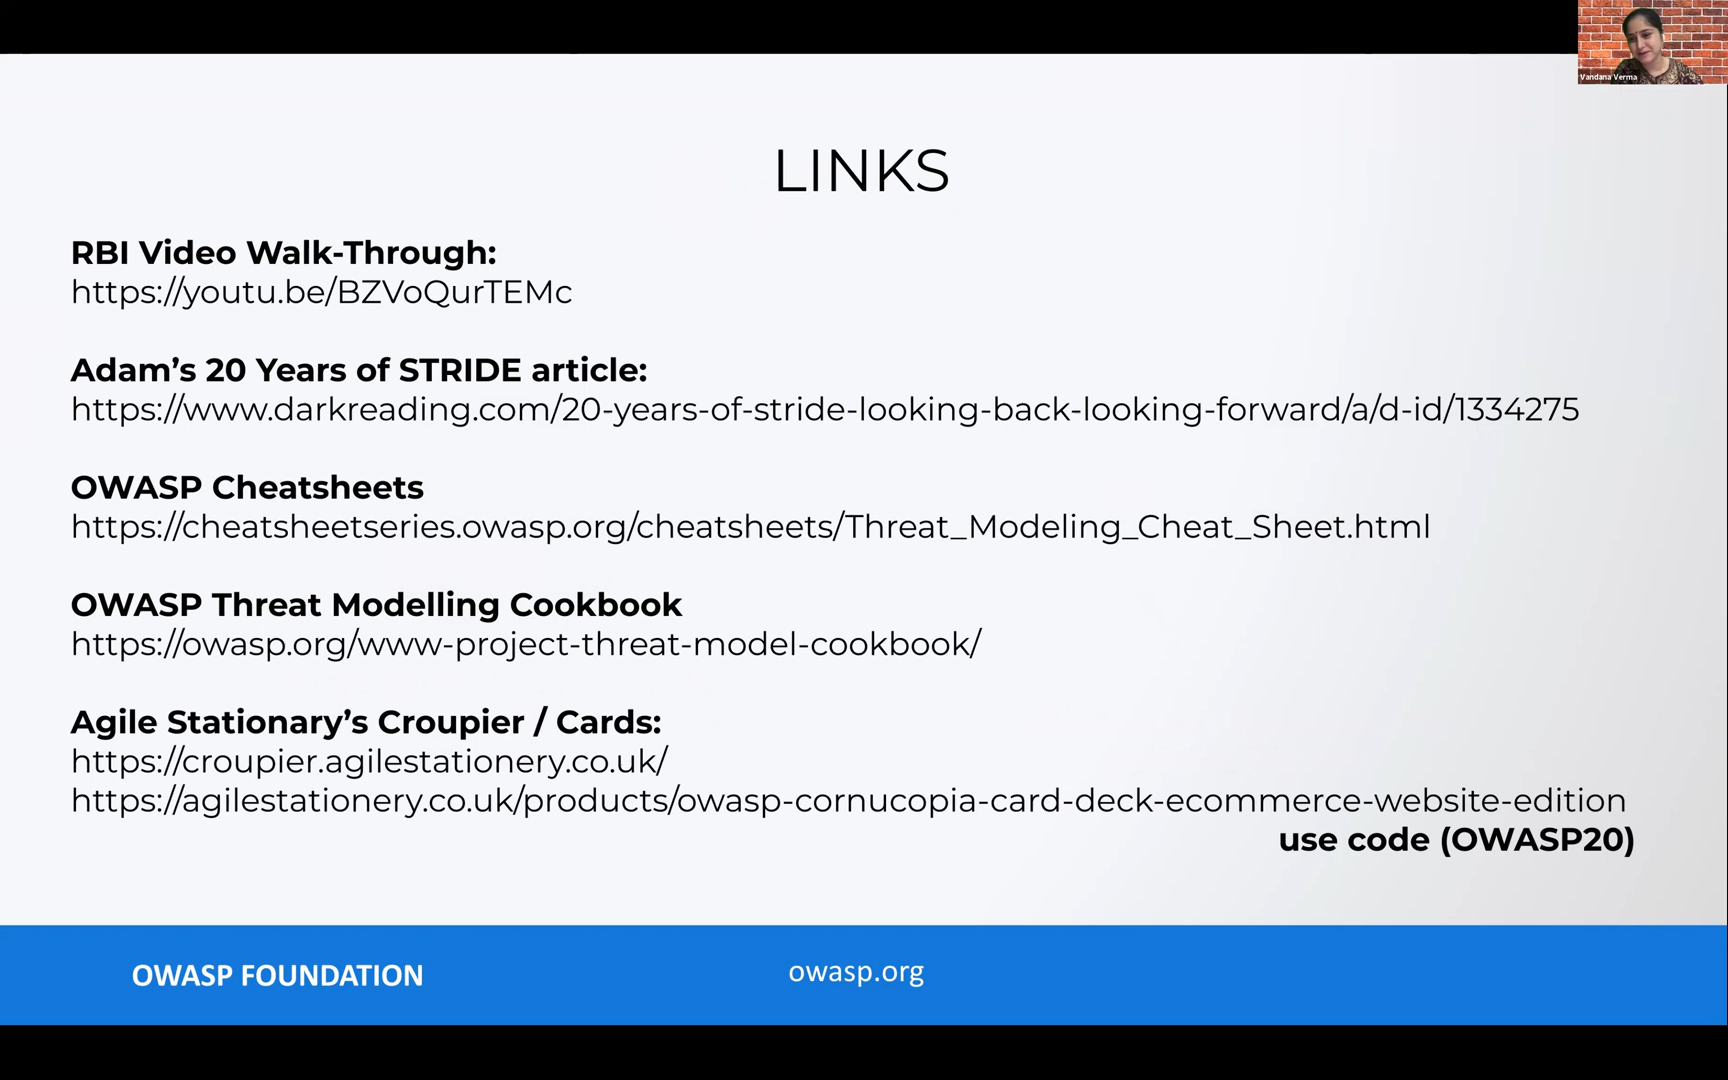 Vandana Verma
LINKS
RBI Video Walk-Through:
https://youtu.be/BZVoQurTEMc
Adam’s 20 Years of STRIDE article:
https://www.darkreading.com/20-years-of-stride-looking-back-looking-forward/a/d-id/1334275
OWASP Cheatsheets
https://cheatsheetseries.owasp.org/cheatsheets/Threat_Modeling_Cheat_Sheet.html
OWASP Threat Modelling Cookbook
https://owasp.org/www-project-threat-model-cookbook/
Agile Stationary’s Croupier / Cards:
https://croupier.agilestationery.co.uk/
https://agilestationery.co.uk/products/owasp-cornucopia-card-deck-ecommerce-website-edition
use code (OWASP20)
OWASP FOUNDATION
owasp.org